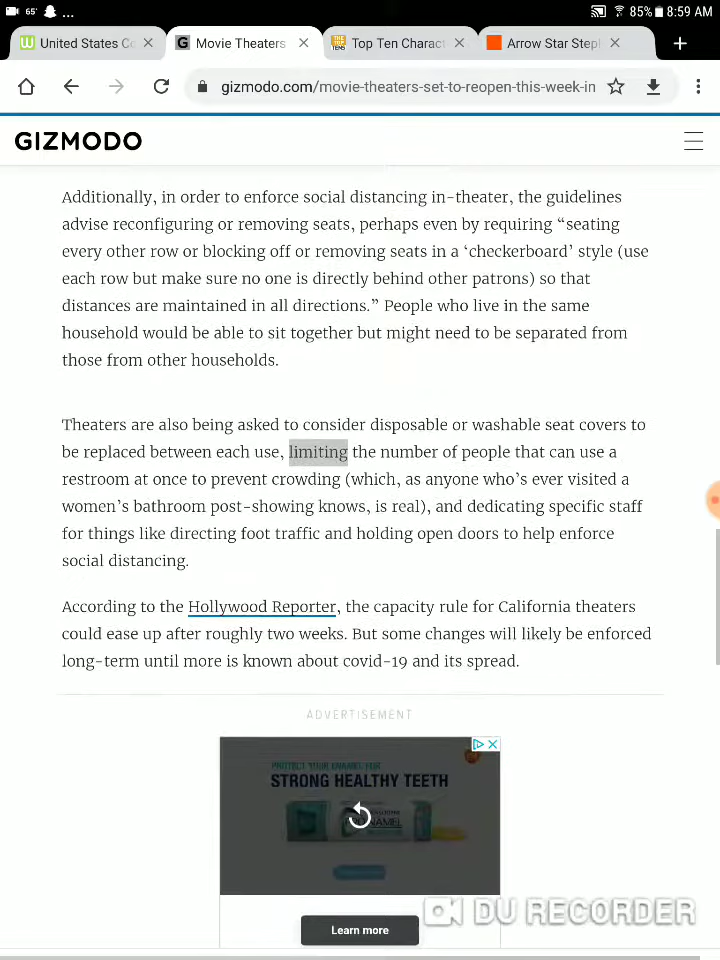 65° ... 85% 8:59 AM
United States Co Movie Theaters Top Ten Charact Arrow Star Steph
gizmodo.com/movie-theaters-set-to-reopen-this-week-in
GIZMODO
Additionally, in order to enforce social distancing in-theater, the guidelines
advise reconfiguring or removing seats, perhaps even by requiring “seating
every other row or blocking off or removing seats in a ‘checkerboard’ style (use
each row but make sure no one is directly behind other patrons) so that
distances are maintained in all directions.” People who live in the same
household would be able to sit together but might need to be separated from
those from other households.
Theaters are also being asked to consider disposable or washable seat covers to
be replaced between each use, limiting the number of people that can use a
restroom at once to prevent crowding (which, as anyone who’s ever visited a
women’s bathroom post-showing knows, is real), and dedicating specific staff
for things like directing foot traffic and holding open doors to help enforce
social distancing.
According to the Hollywood Reporter, the capacity rule for California theaters
could ease up after roughly two weeks. But some changes will likely be enforced
long-term until more is known about covid-19 and its spread.
ADVERTISEMENT
PROTECT YOUR ENAMEL FOR
STRONG HEALTHY TEETH
PRONAMEL
DU RECORDER
Learn more